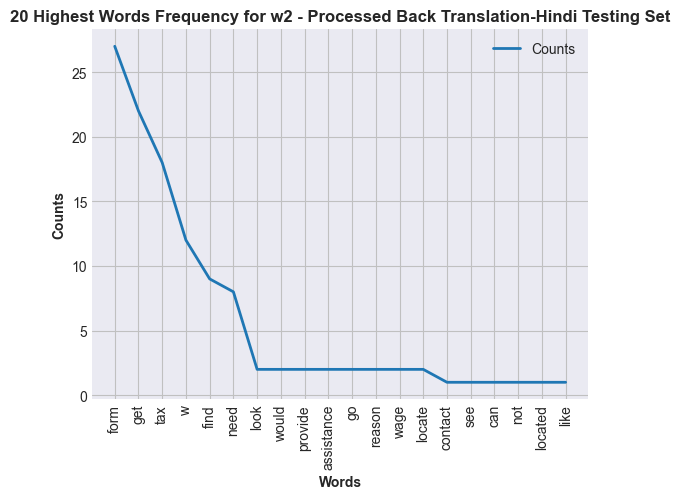 20 Highest Words Frequency for w2 - Processed Back Translation-Hindi Testing Set
Counts
Counts
25
20
15
10
5
0
form
get
tax
w
find
need
look
would
provide
assistance
go
reason
wage
locate
contact
see
can
not
located
like
Words